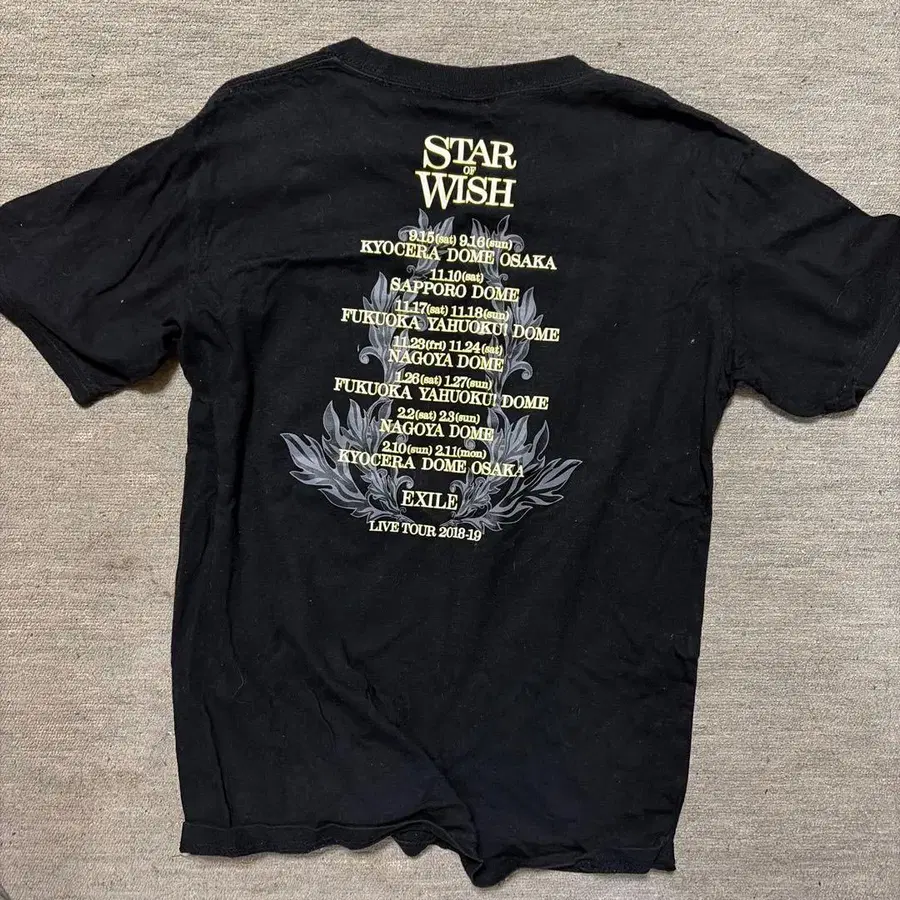 STAR
OF
WISH
9.15(sat) 9.16(sun)
KYOCERA DOME OSAKA
11.10(sat)
SAPPORO DOME
11.17(sat) 11.18(sun)
FUKUOKA YAHUOKU! DOME
11.23(fri) 11.24(sat)
NAGOYA DOME
1.26(sat) 1.27(sun)
FUKUOKA YAHUOKU! DOME
2.2(sat) 2.3(sun)
NAGOYA DOME
2.10(sun) 2.11(mon)
KYOCERA DOME OSAKA
EXILE
LIVE TOUR 2018-19